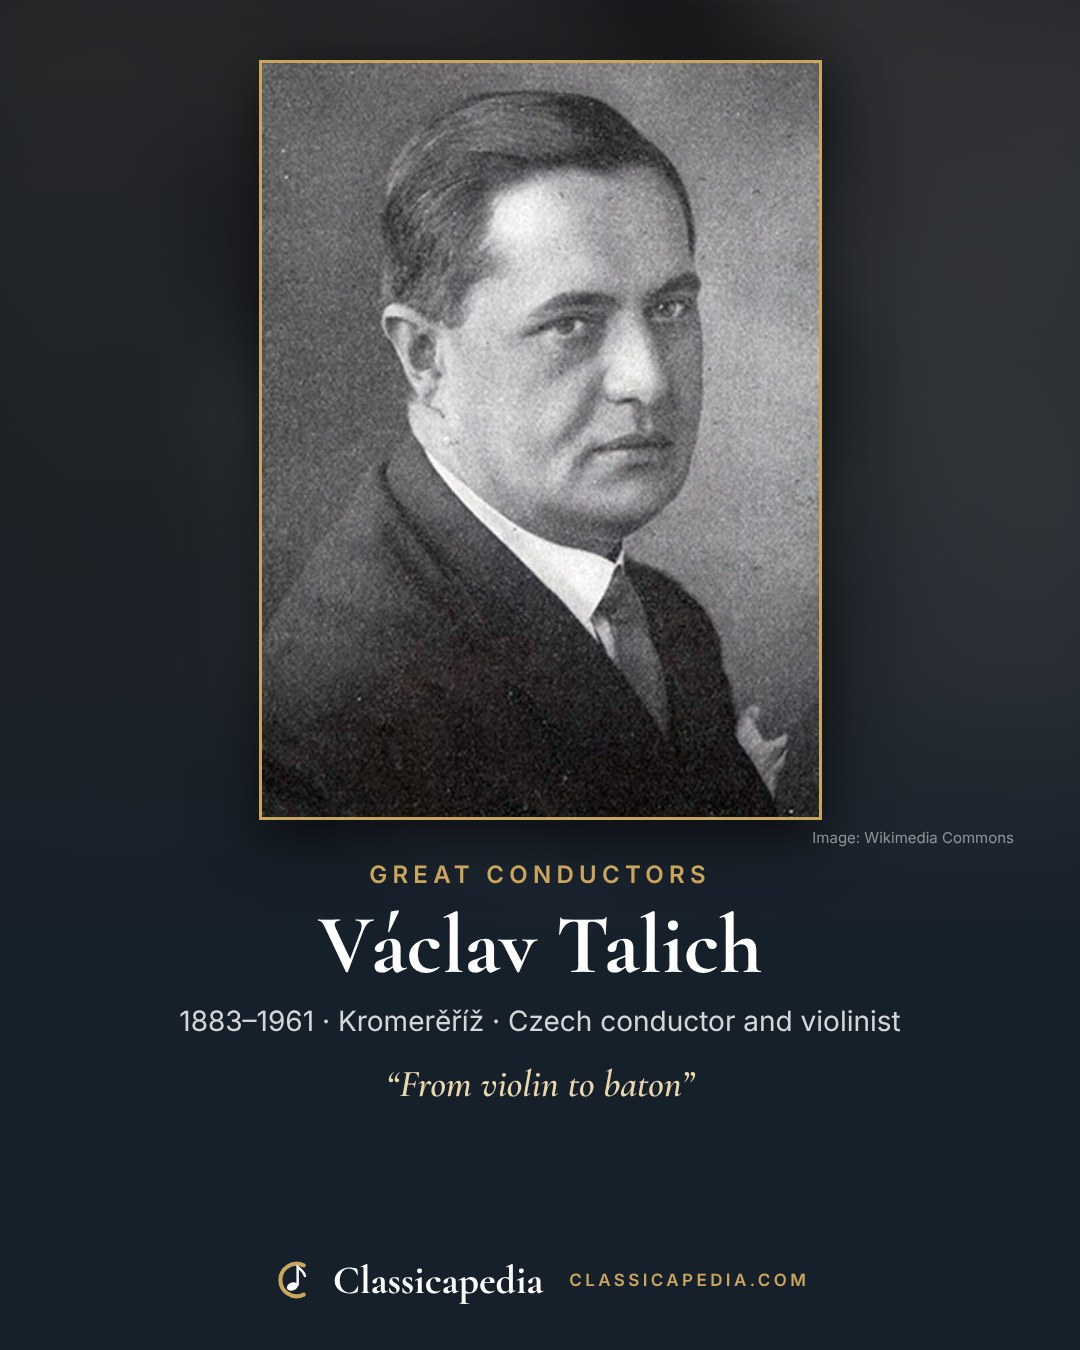 Image: Wikimedia Commons
GREAT CONDUCTORS
Václav Talich
1883–1961 · Kromerěříž · Czech conductor and violinist
“From violin to baton”
Classicapedia CLASSICAPEDIA.COM